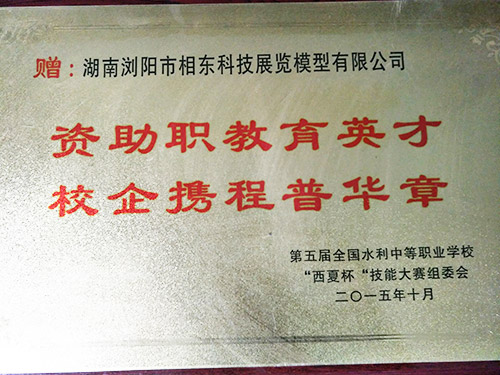 赠：湖南浏阳市相东科技展览模型有限公司
资助职教育英才
校企携程普华章
第五届全国水利中等职业学校
“西夏杯“技能大赛组委会
二〇一五年十月